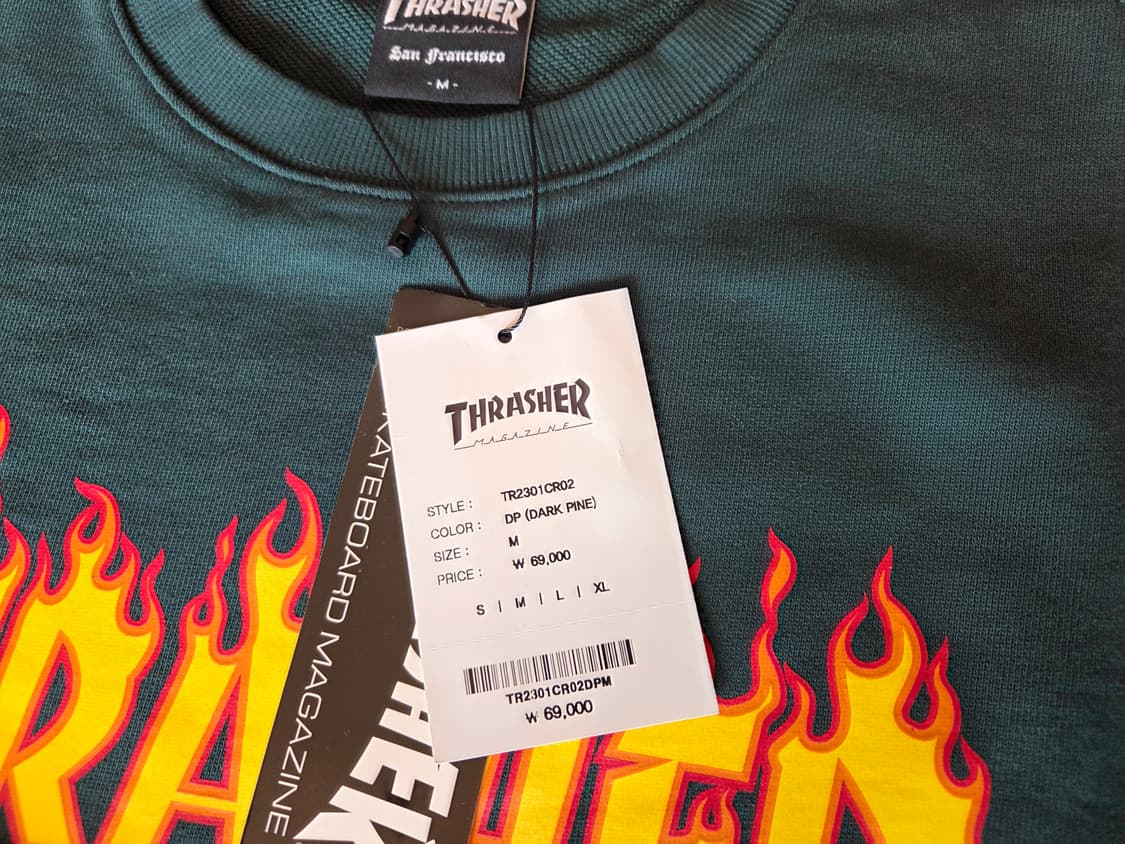 THRASHER
MAGAZINE
San Francisco
- M -
THRASHER
MAGAZINE
STYLE : TR2301CR02
COLOR : DP (DARK PINE)
SIZE : M
PRICE : ₩ 69,000
S | M | L | XL
TR2301CR02DPM
₩ 69,000
KATEBOARD MAGAZINE